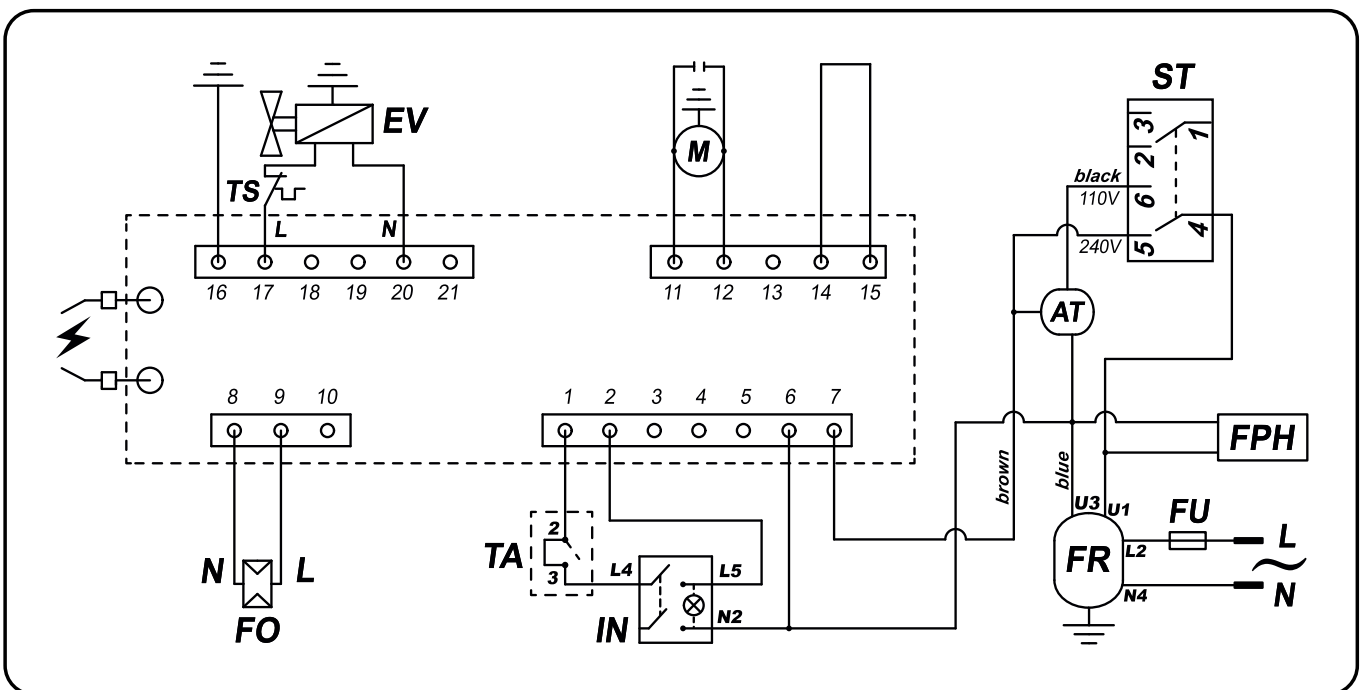 ST
EV
M
3
1
2
TS
black
110V
6
L
N
4
240V
5
16 17 18 19 20 21
11 12 13 14 15
AT
8 9 10
1 2 3 4 5 6 7
FPH
brown
blue
U3
U1
FU
2
TA
L
L2
FR
3
L4
L5
N
L
N4
N
N2
IN
FO